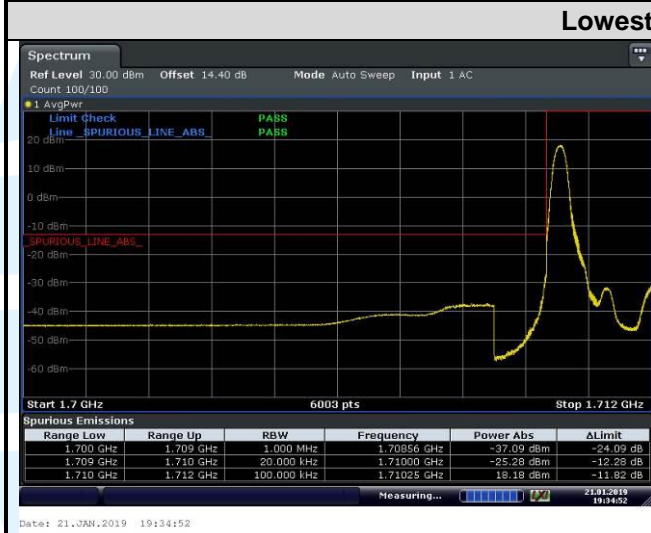 Lowest
Spectrum
Ref Level 30.00 dBm Offset 14.40 dB Mode Auto Sweep Input 1 AC
Count 100/100
1 AvgPwr
Limit Check PASS
Line _SPURIOUS_LINE_ABS_ PASS
20 dBm
10 dBm
0 dBm
-10 dBm
_SPURIOUS_LINE_ABS_
-20 dBm
-30 dBm
-40 dBm
-50 dBm
-60 dBm
Start 1.7 GHz 6003 pts Stop 1.712 GHz
Spurious Emissions
Range Low Range Up RBW Frequency Power Abs ΔLimit
1.700 GHz 1.709 GHz 1.000 MHz 1.70856 GHz -37.09 dBm -24.09 dB
1.709 GHz 1.710 GHz 20.000 kHz 1.71000 GHz -25.28 dBm -12.28 dB
1.710 GHz 1.712 GHz 100.000 kHz 1.71025 GHz 18.18 dBm -11.82 dB
Measuring... 21.01.2019
19:34:52
Date: 21.JAN.2019 19:34:52